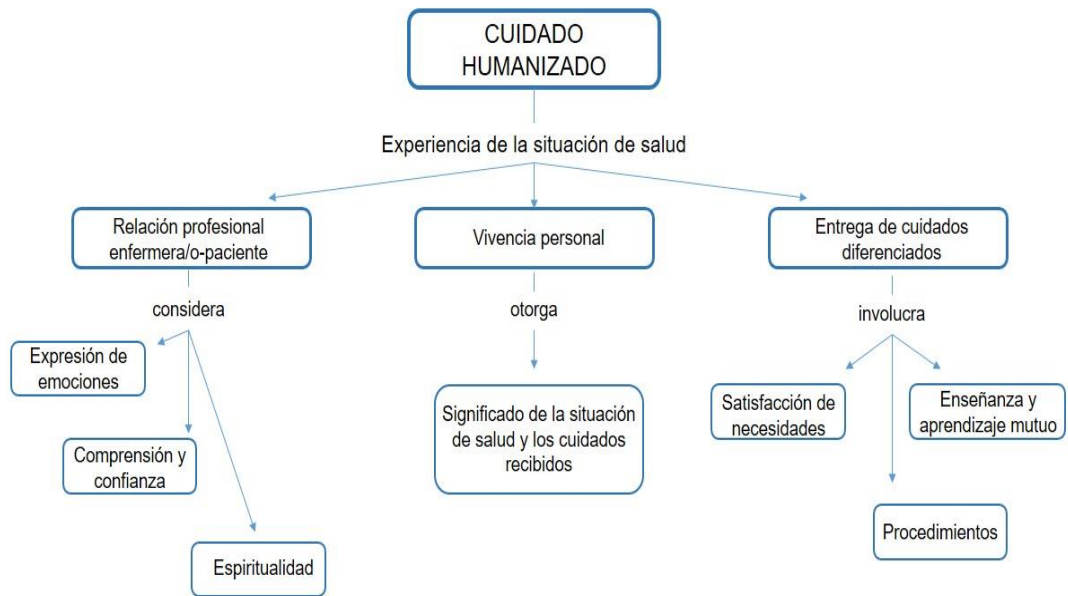 CUIDADO
HUMANIZADO
Experiencia de la situación de salud
Relación profesional
enfermera/o-paciente
considera
Expresión de
emociones
Comprensión y
confianza
Espiritualidad
Vivencia personal
otorga
Significado de la situación
de salud y los cuidados
recibidos
Entrega de cuidados
diferenciados
involucra
Satisfacción de
necesidades
Enseñanza y
aprendizaje mutuo
Procedimientos